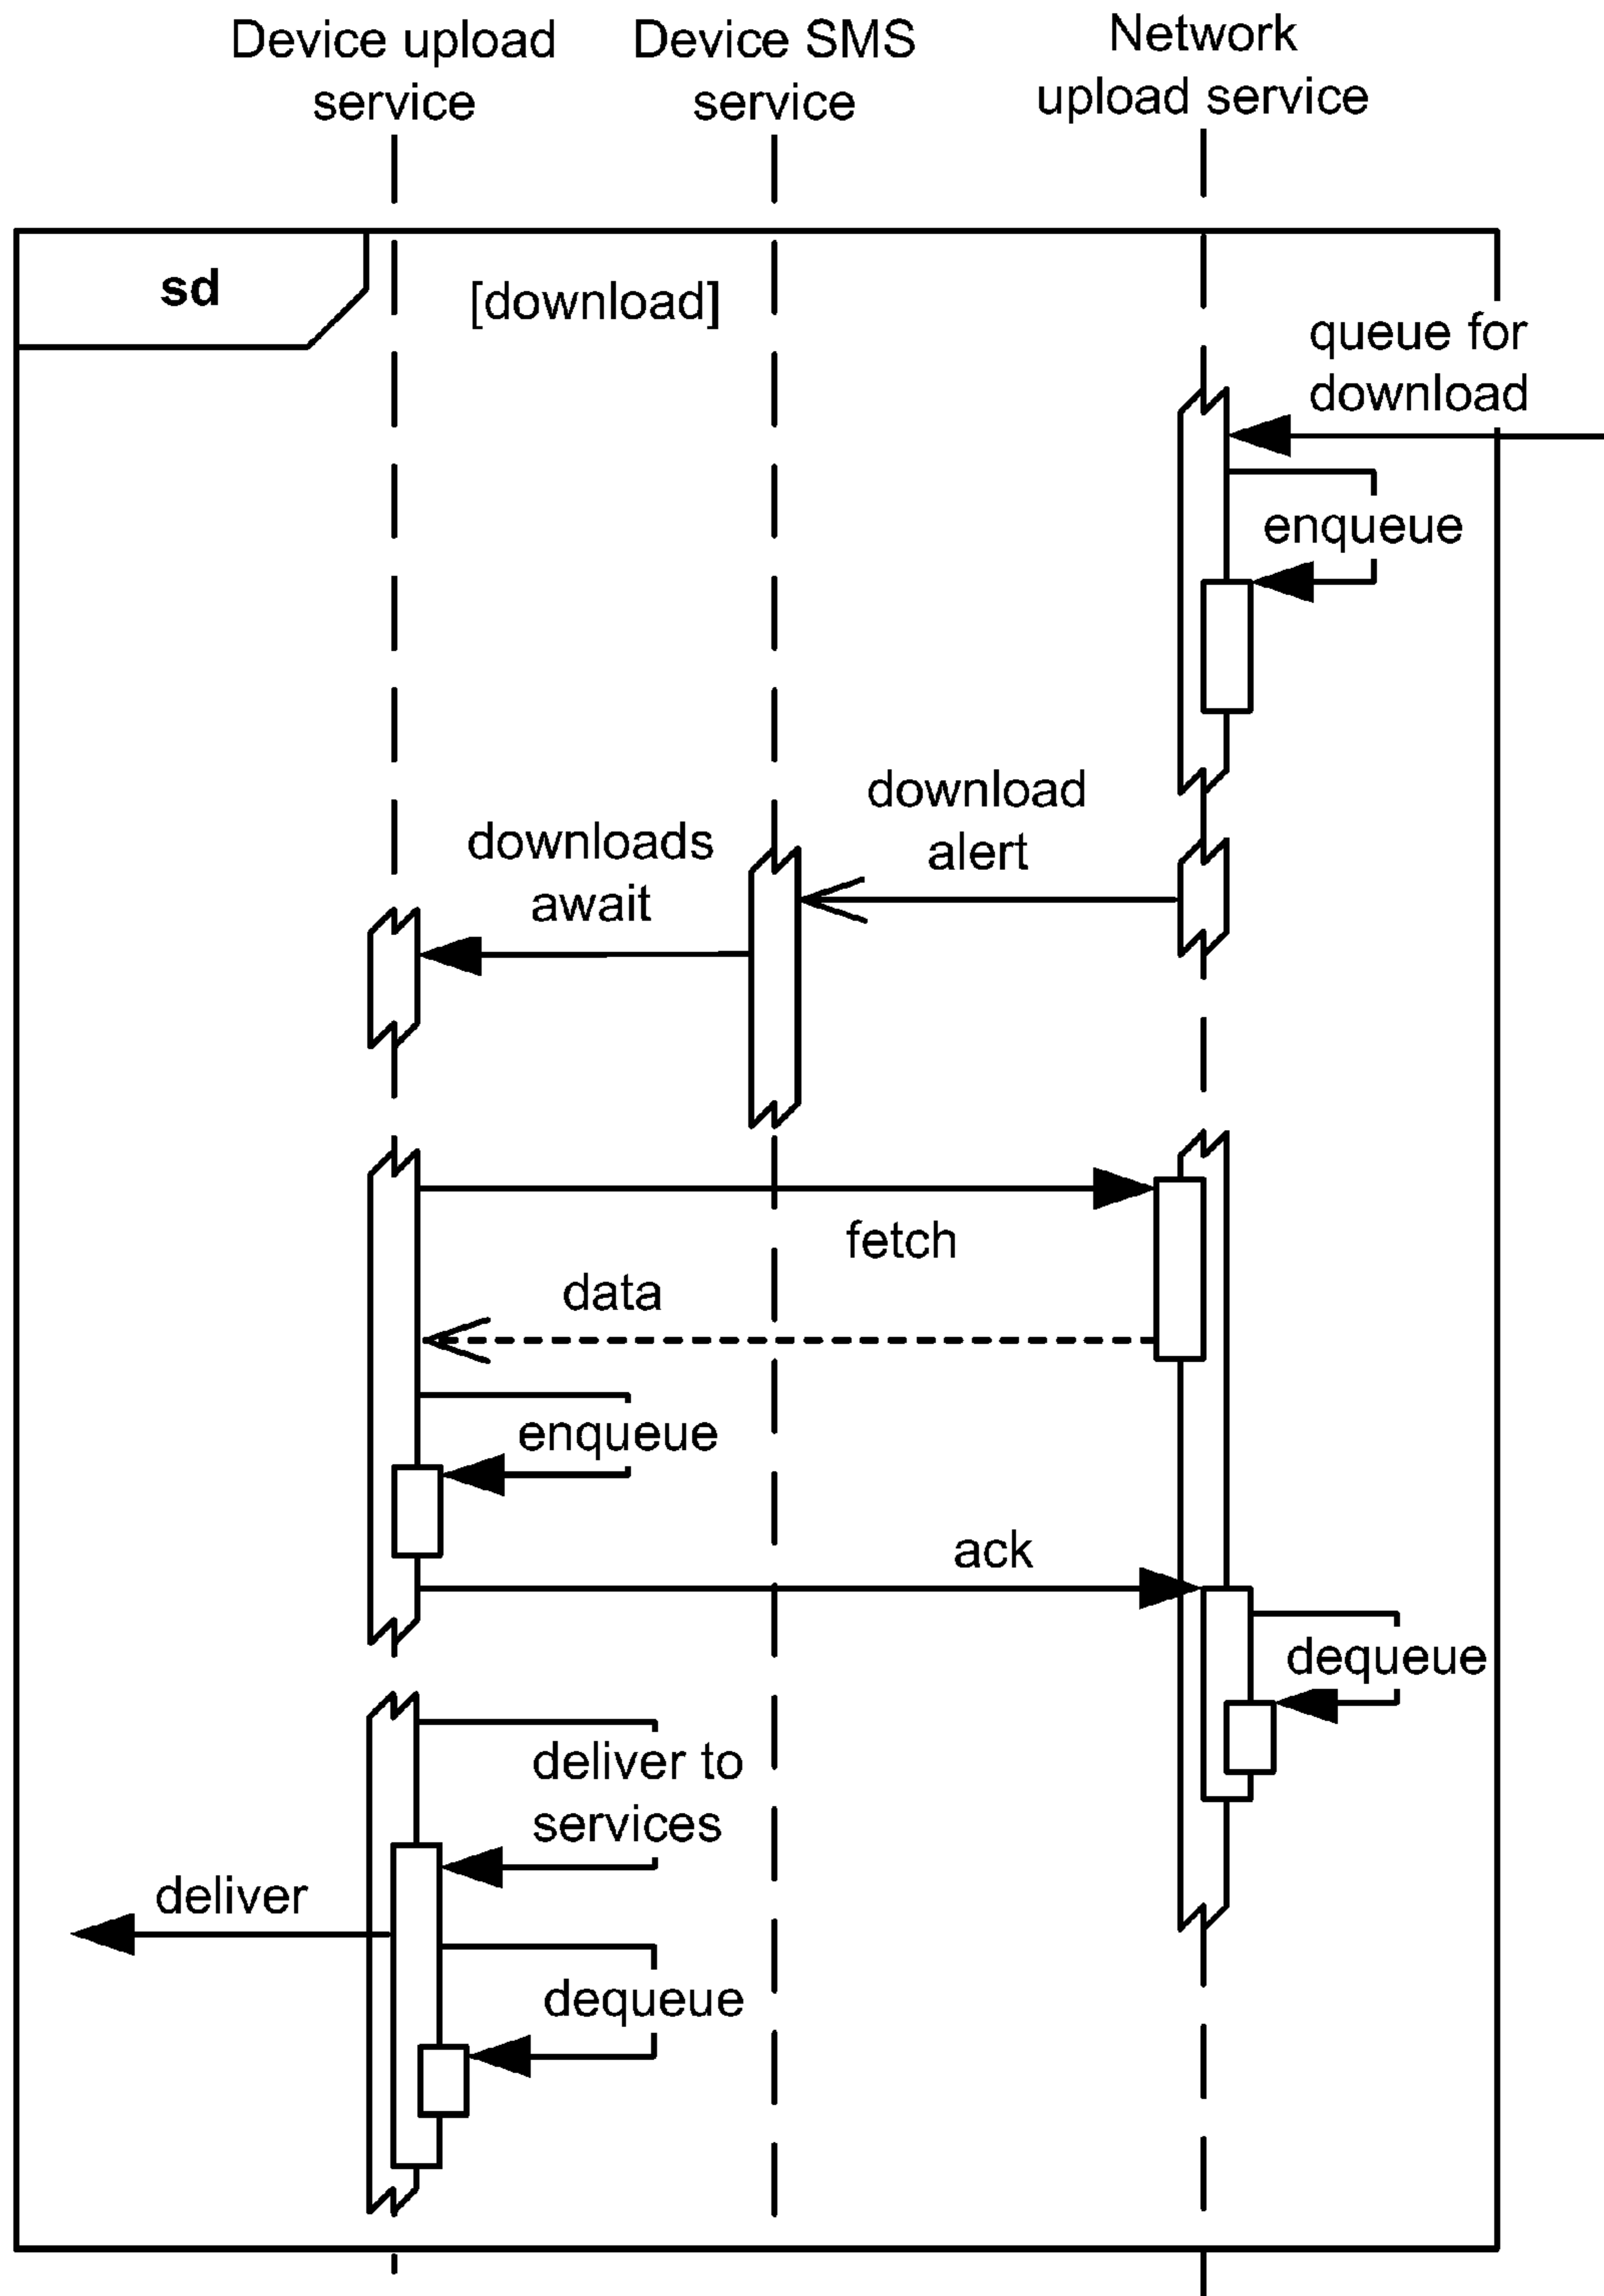 Device upload
service
Device SMS
service
Network
upload service
sd
[download]
queue for
download
enqueue
download
alert
downloads
await
fetch
data
enqueue
ack
dequeue
deliver to
services
deliver
dequeue